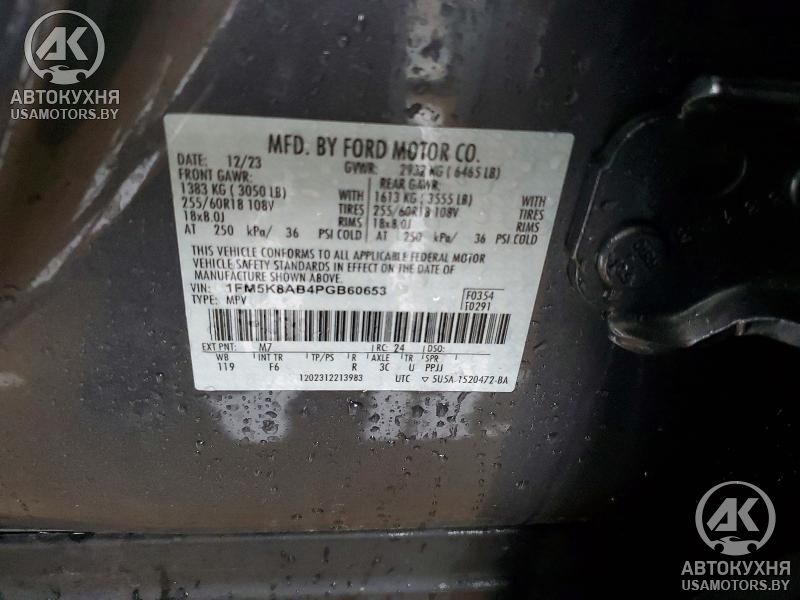 AK
АВТОКУХНЯ
USAMOTORS.BY
MFD. BY FORD MOTOR CO.
DATE: 12/23 GVWR: 2932 KG ( 6465 LB)
FRONT GAWR: REAR GAWR:
1383 KG ( 3050 LB) WITH 1613 KG ( 3555 LB) WITH
255/60R18 108V TIRES 255/60R18 108V TIRES
18x8.0J RIMS 18x8.0J RIMS
AT 250 kPa/ 36 PSI COLD AT 250 kPa/ 36 PSI COLD
THIS VEHICLE CONFORMS TO ALL APPLICABLE FEDERAL MOTOR
VEHICLE SAFETY STANDARDS IN EFFECT ON THE DATE OF
MANUFACTURE SHOWN ABOVE.
VIN: 1FM5K8AB4PGB60653 F0354
TYPE: MPV T0291
EXT PNT: M7 RC: 24 DSO:
WB INT TR TP/PS R AXLE TR SPR
119 F6 R 3C U PPJJ
1202312213983 UTC ▽ 5U5A-1520472-BA
AK
АВТОКУХНЯ
USAMOTORS.BY